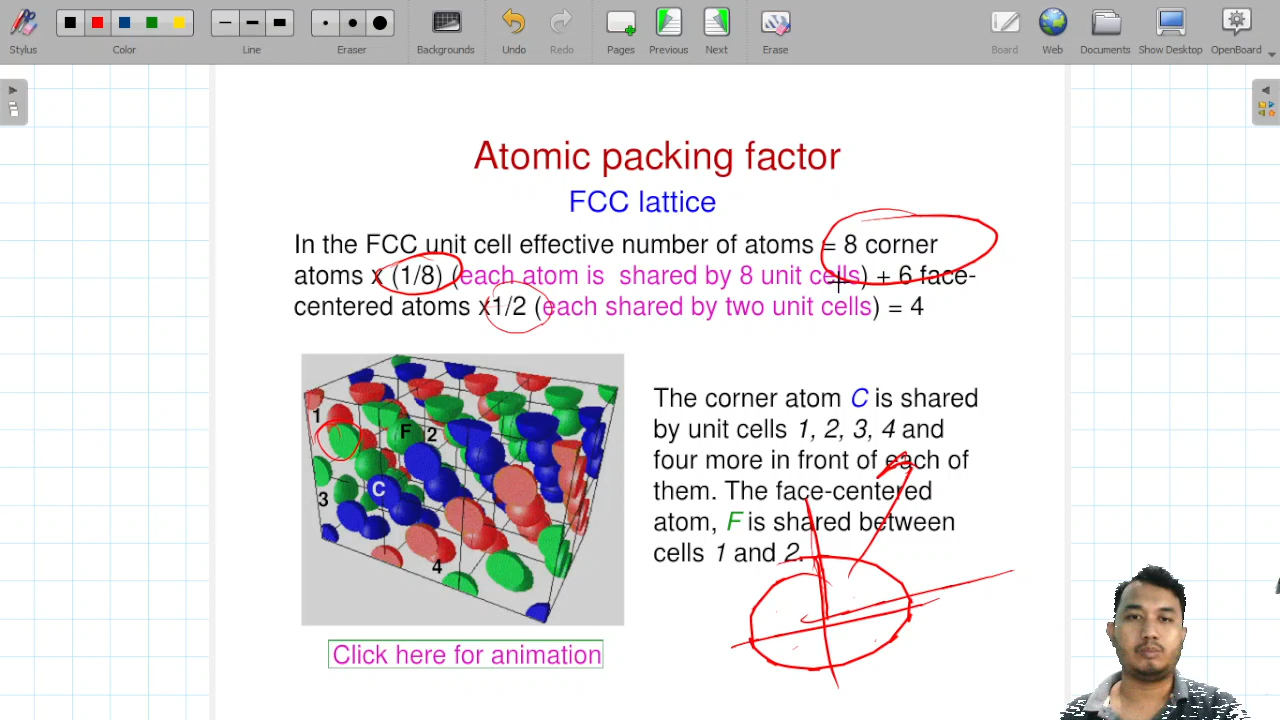 Stylus
Color
Line
Eraser
Backgrounds
Undo
Redo
Pages
Previous
Next
Erase
Board
Web
Documents
Show Desktop
OpenBoard
Atomic packing factor
FCC lattice
In the FCC unit cell effective number of atoms = 8 corner
atoms x (1/8) (each atom is shared by 8 unit cells) + 6 face-
centered atoms x1/2 (each shared by two unit cells) = 4
1
F
2
C
3
4
The corner atom C is shared
by unit cells 1, 2, 3, 4 and
four more in front of each of
them. The face-centered
atom, F is shared between
cells 1 and 2.
Click here for animation